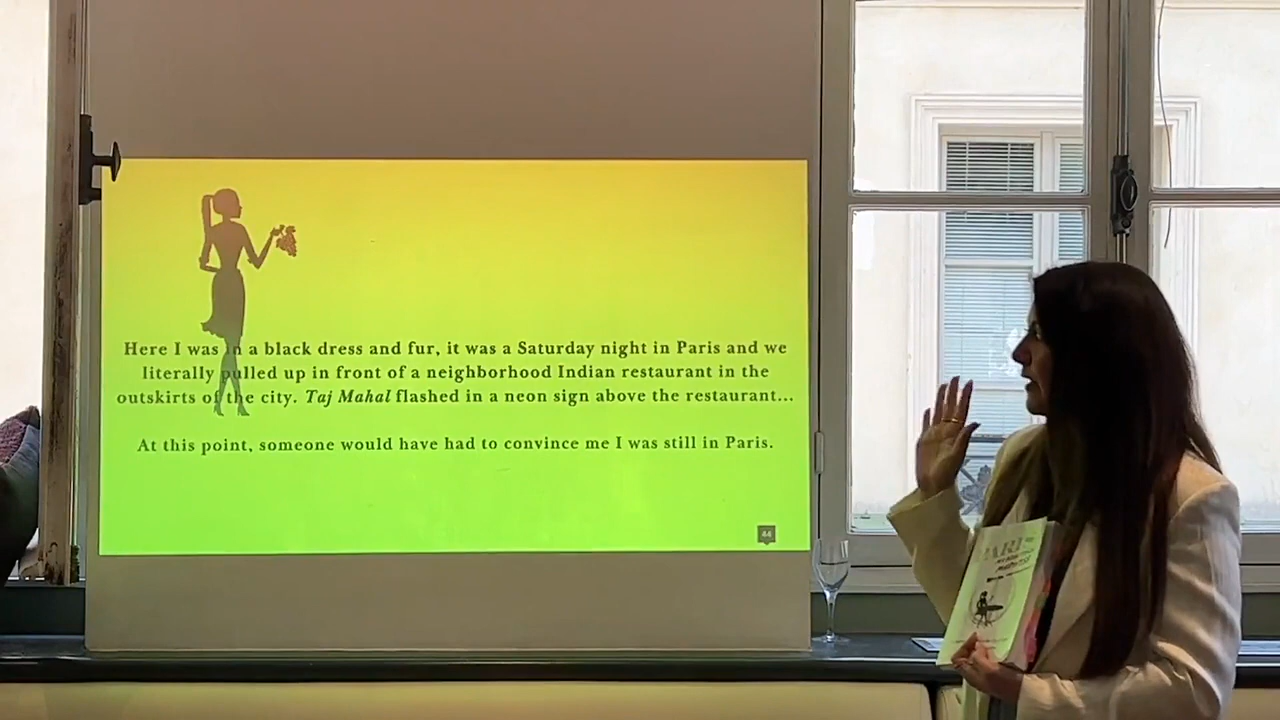 Here I was in a black dress and fur, it was a Saturday night in Paris and we
literally pulled up in front of a neighborhood Indian restaurant in the
outskirts of the city. Taj Mahal flashed in a neon sign above the restaurant...
At this point, someone would have had to convince me I was still in Paris.
44